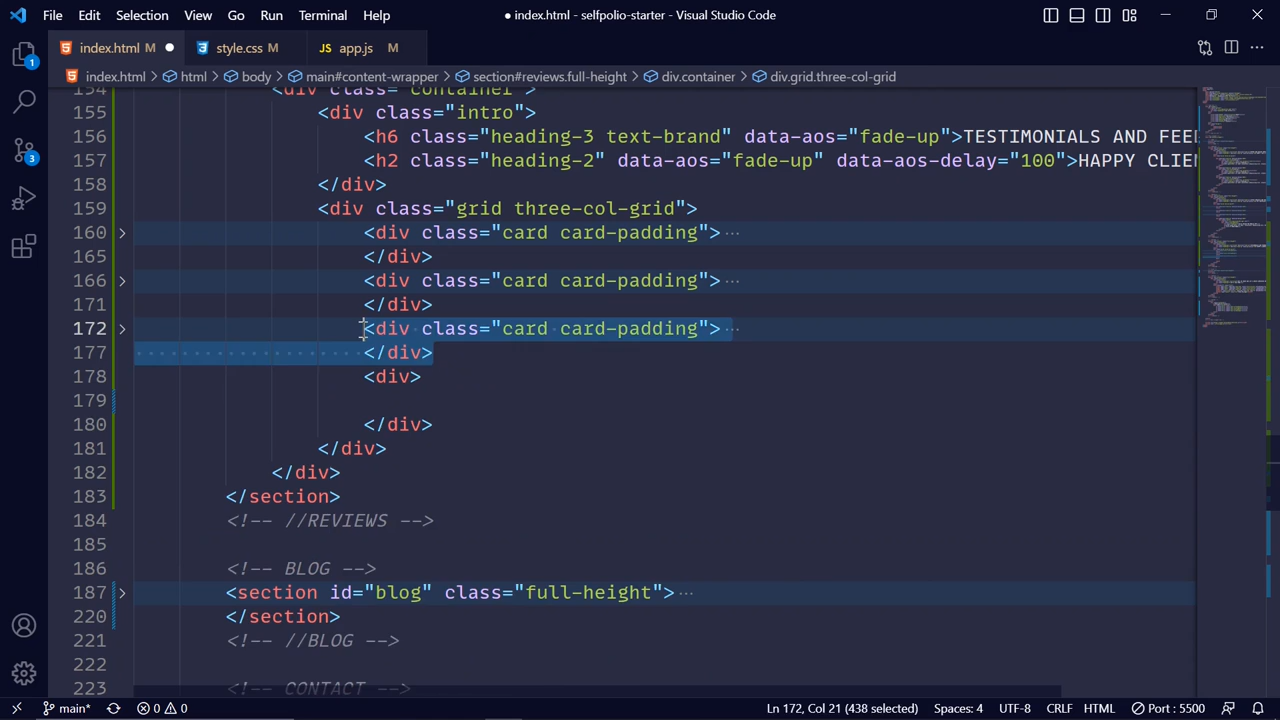 File Edit Selection View Go Run Terminal Help ● index.html - selfpolio-starter - Visual Studio Code
index.html M ● style.css M JS app.js M
index.html > html > body > main#content-wrapper > section#reviews.full-height > div.container > div.grid.three-col-grid
154 <div class="container">
155 <div class="intro">
156 <h6 class="heading-3 text-brand" data-aos="fade-up">TESTIMONIALS AND FEE
157 <h2 class="heading-2" data-aos="fade-up" data-aos-delay="100">HAPPY CLIE
158 </div>
159 <div class="grid three-col-grid">
160 <div class="card card-padding">
165 </div>
166 <div class="card card-padding">
171 </div>
172 <div class="card card-padding">
177 </div>
178 <div>
179
180 </div>
181 </div>
182 </div>
183 </section>
184 <!-- //REVIEWS -->
185
186 <!-- BLOG -->
187 <section id="blog" class="full-height">
220 </section>
221 <!-- //BLOG -->
222
223 <!-- CONTACT -->
1
3
main* 0 0 Ln 172, Col 21 (438 selected) Spaces: 4 UTF-8 CRLF HTML Port : 5500